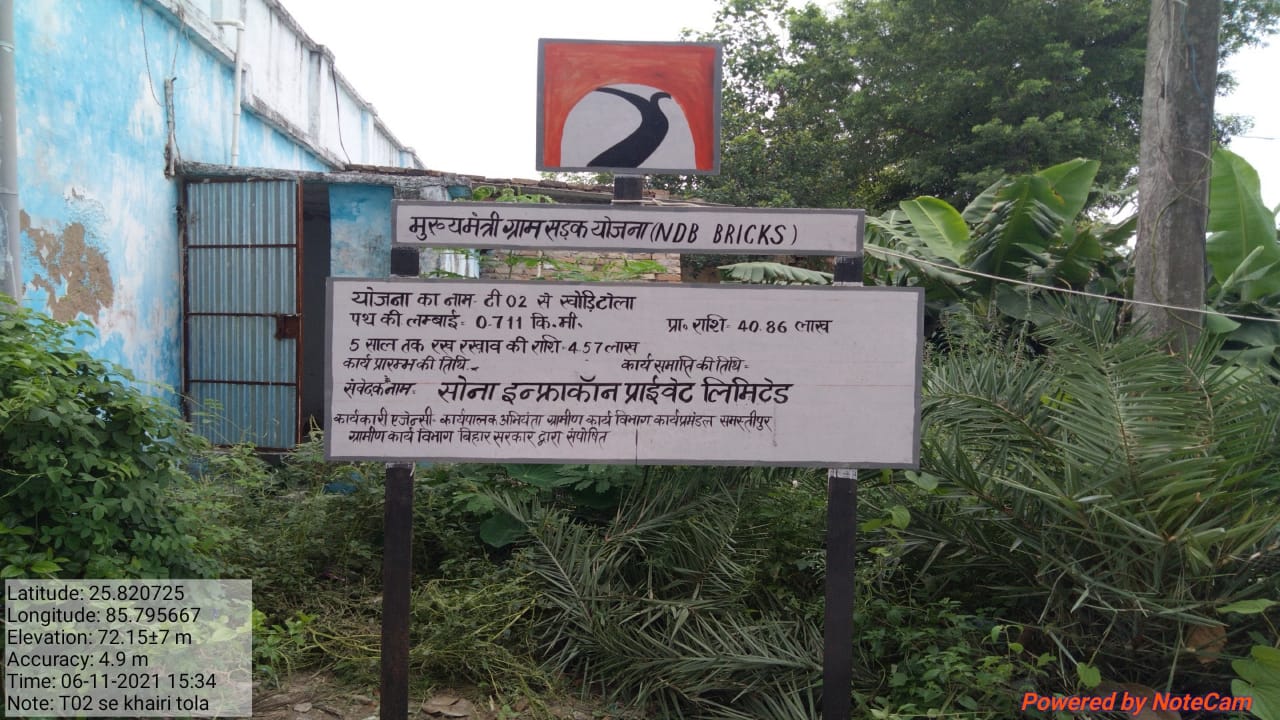 मुख्यमंत्री ग्राम सड़क योजना (NDB BRICKS)
योजना का नाम- टी 02 से खोड़िटोला
पथ की लम्बाई- 0.711 कि.मी. प्रा. राशि- 40.86 लाख
5 साल तक रख रखाव की राशि- 4.57 लाख
कार्य प्रारम्भ की तिथि- कार्य समाप्ति की तिथि-
संवेदक नाम- सोना इन्फ्राकॉन प्राईवेट लिमिटेड
कार्यकारी एजेन्सी- कार्यपालक अभियंता ग्रामीण कार्य विभाग कार्यप्रमंडल समस्तीपुर
ग्रामीण कार्य विभाग बिहार सरकार द्वारा संपोषित
Latitude: 25.820725
Longitude: 85.795667
Elevation: 72.15±7 m
Accuracy: 4.9 m
Time: 06-11-2021 15:34
Note: T02 se khairi tola
Powered by NoteCam